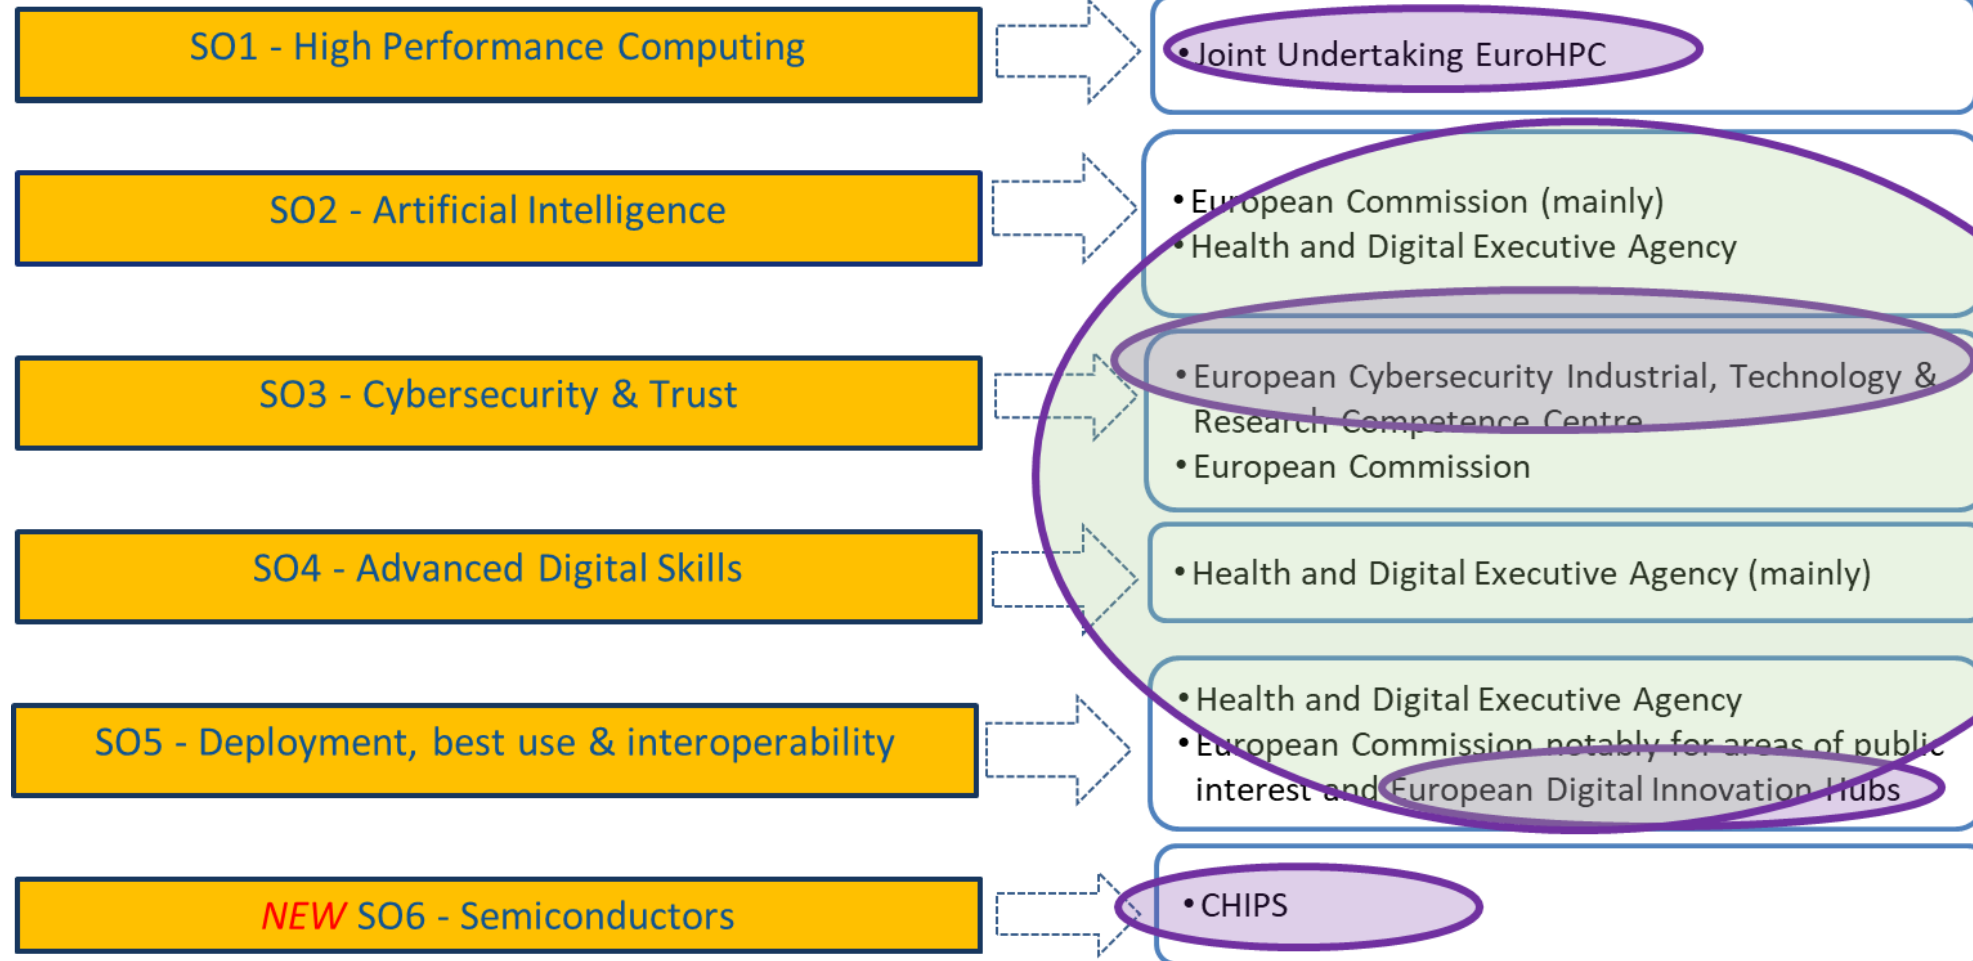 SO1 - High Performance Computing
• Joint Undertaking EuroHPC
SO2 - Artificial Intelligence
• European Commission (mainly)
• Health and Digital Executive Agency
SO3 - Cybersecurity & Trust
• European Cybersecurity Industrial, Technology &
Research Competence Centre
• European Commission
SO4 - Advanced Digital Skills
• Health and Digital Executive Agency (mainly)
SO5 - Deployment, best use & interoperability
• Health and Digital Executive Agency
• European Commission notably for areas of public
interest and European Digital Innovation Hubs
NEW SO6 - Semiconductors
• CHIPS